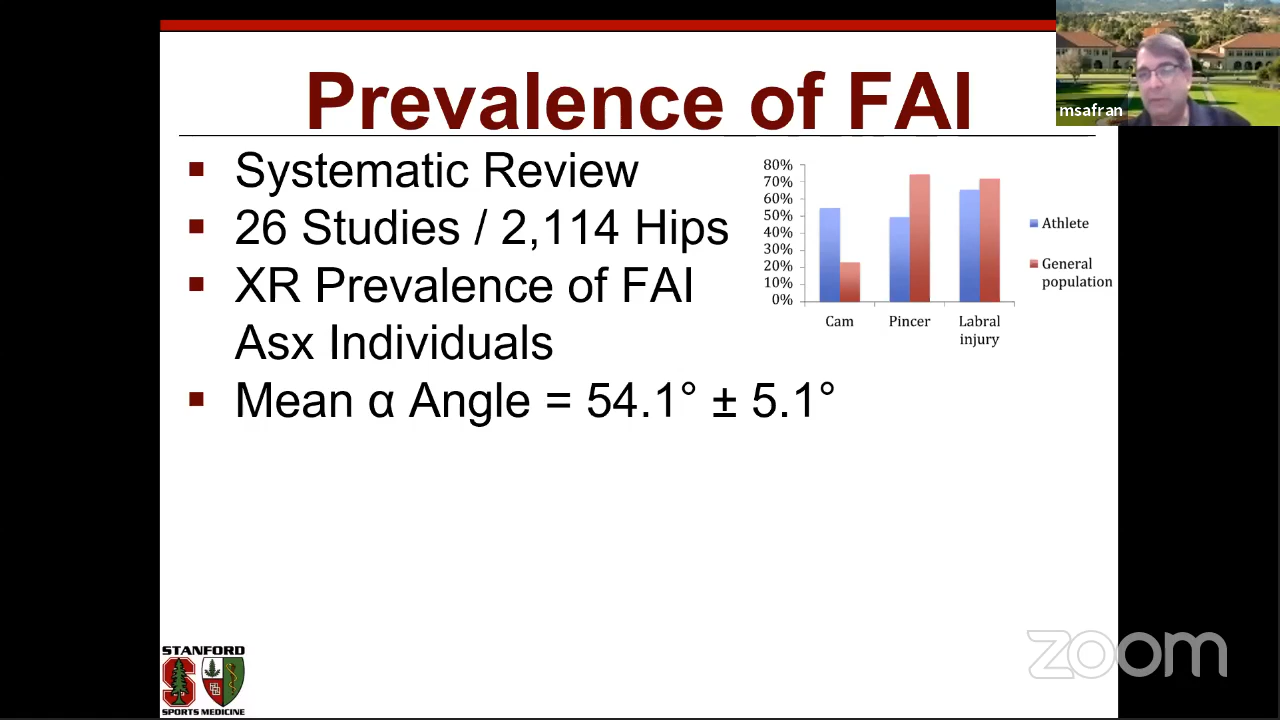 Prevalence of FAI
msafran
▪ Systematic Review
▪ 26 Studies / 2,114 Hips
▪ XR Prevalence of FAI
Asx Individuals
▪ Mean α Angle = 54.1° ± 5.1°
80%
70%
60%
50%
40%
30%
20%
10%
0%
Cam
Pincer
Labral
injury
Athlete
General
population
STANFORD
S
SPORTS MEDICINE
zoom